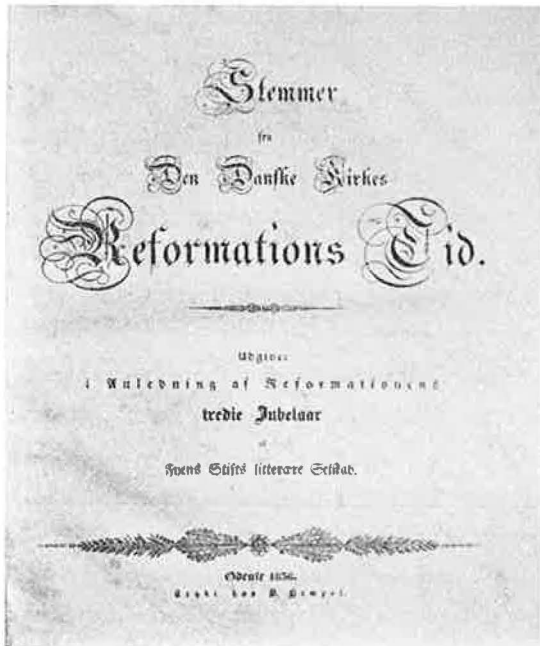 Stemmer
fra
Den Danske Kirkes
Reformations Tid.
Udgivet
i Anledning af Reformationens
tredie Jubelaar
af
Fyens Stifts litterære Selskab.
Odense 1836.
Trykt hos S. Hempel.